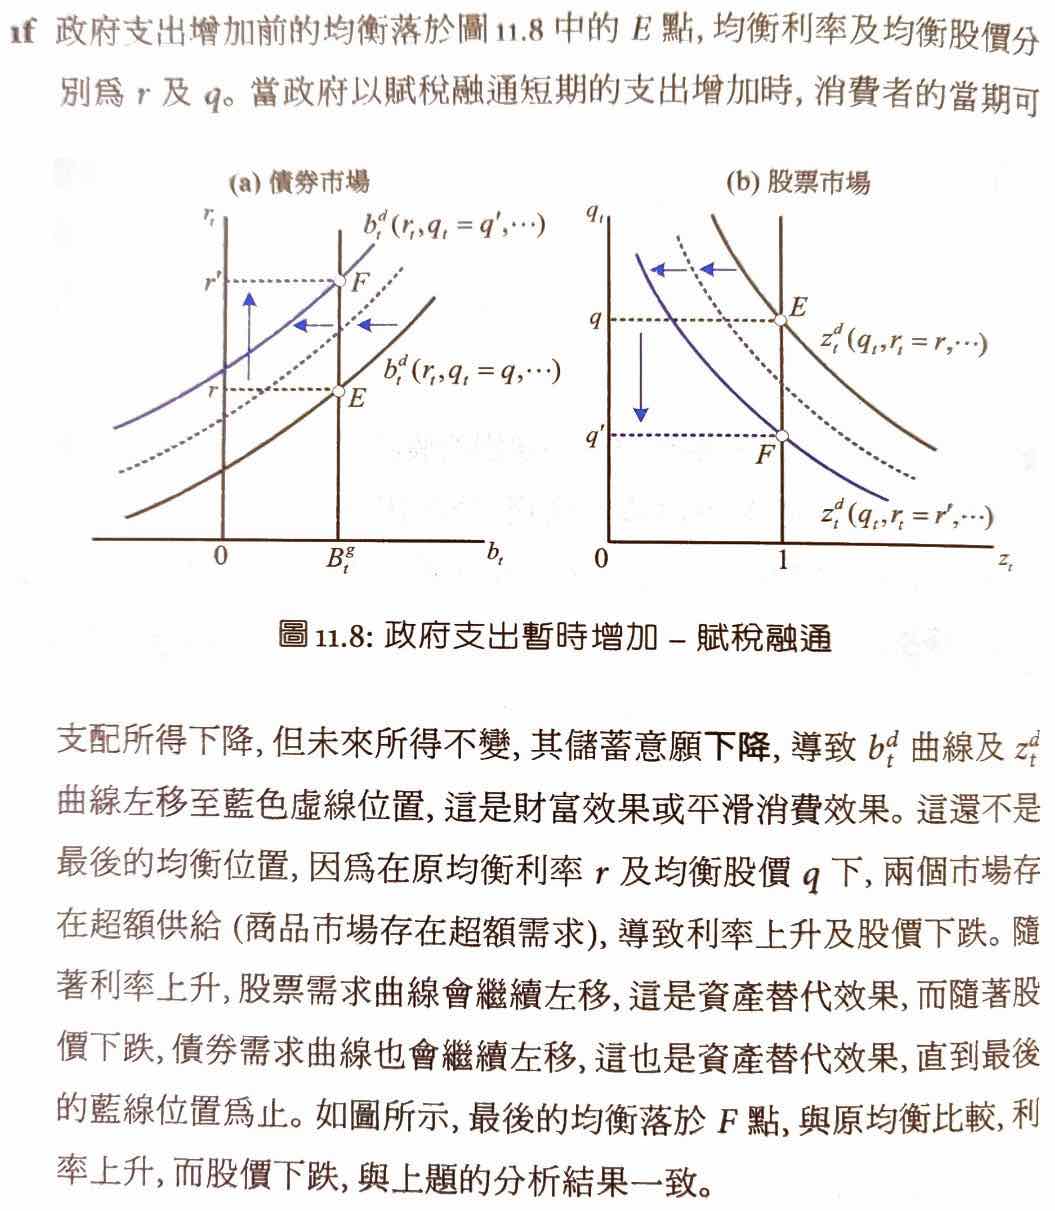 1f 政府支出增加前的均衡落於圖 11.8 中的 E 點, 均衡利率及均衡股價分
別為 r 及 q。當政府以賦稅融通短期的支出增加時, 消費者的當期可
(a) 債券市場
(b) 股票市場
r_t
b_t^d (r_t, q_t = q′, ⋯)
r′
F
b_t^d (r_t, q_t = q, ⋯)
r
E
0
B_t^g
b_t
q_t
q
E
z_t^d (q_t, r_t = r, ⋯)
q′
F
z_t^d (q_t, r_t = r′, ⋯)
0
1
z_t
圖 11.8: 政府支出暫時增加 – 賦稅融通
支配所得下降, 但未來所得不變, 其儲蓄意願下降, 導致 b_t^d 曲線及 z_t^d
曲線左移至藍色虛線位置, 這是財富效果或平滑消費效果。這還不是
最後的均衡位置, 因為在原均衡利率 r 及均衡股價 q 下, 兩個市場存
在超額供給 (商品市場存在超額需求), 導致利率上升及股價下跌。隨
著利率上升, 股票需求曲線會繼續左移, 這是資產替代效果, 而隨著股
價下跌, 債券需求曲線也會繼續左移, 這也是資產替代效果, 直到最後
的藍線位置為止。如圖所示, 最後的均衡落於 F 點, 與原均衡比較, 利
率上升, 而股價下跌, 與上題的分析結果一致。